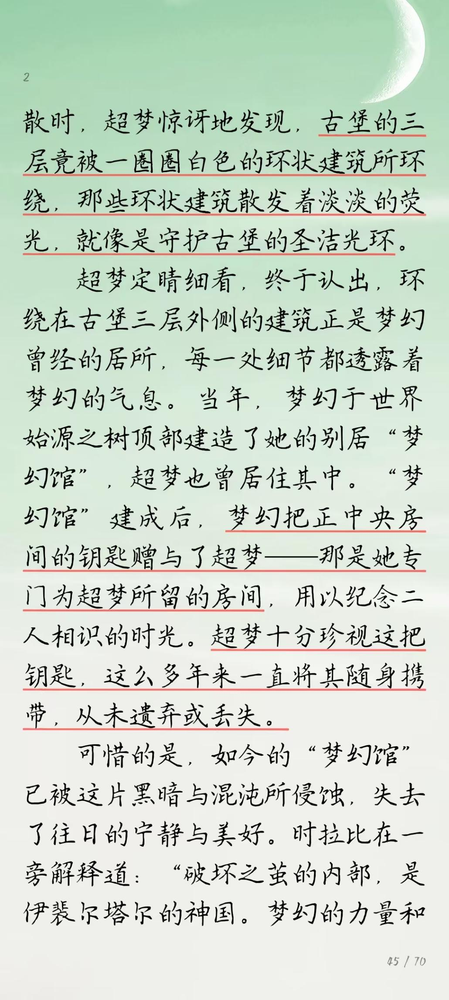 2
散时，超梦惊讶地发现，古堡的三
层竟被一圈圈白色的环状建筑所环
绕，那些环状建筑散发着淡淡的荧
光，就像是守护古堡的圣洁光环。
超梦定睛细看，终于认出，环
绕在古堡三层外侧的建筑正是梦幻
曾经的居所，每一处细节都透露着
梦幻的气息。当年，梦幻于世界
始源之树顶部建造了她的别居“梦
幻馆”，超梦也曾居住其中。“梦
幻馆”建成后，梦幻把正中央房
间的钥匙赠与了超梦——那是她专
门为超梦所留的房间，用以纪念二
人相识的时光。超梦十分珍视这把
钥匙，这么多年来一直将其随身携
带，从未遗弃或丢失。
可惜的是，如今的“梦幻馆”
已被这片黑暗与混沌所侵蚀，失去
了往日的宁静与美好。时拉比在一
旁解释道：“破坏之茧的内部，是
伊裴尔塔尔的神国。梦幻的力量和
45 / 70